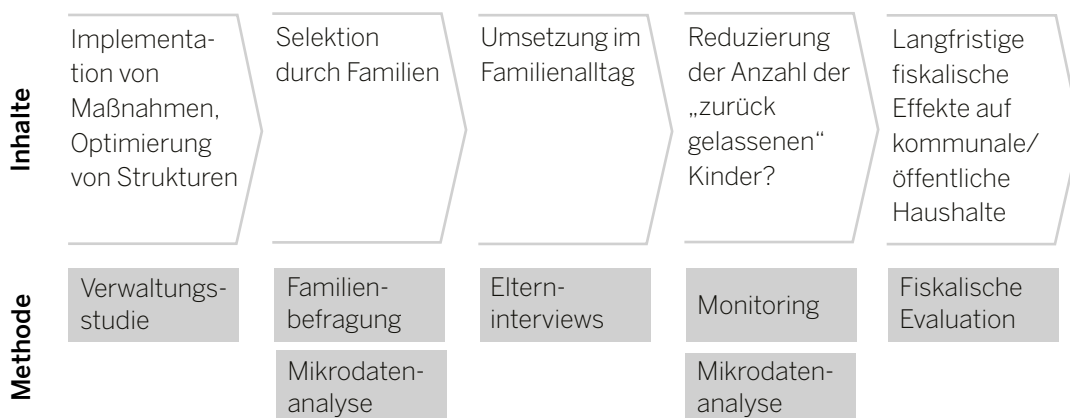 Inhalte
Implementa-
tion von
Maßnahmen,
Optimierung
von Strukturen
Selektion
durch Familien
Umsetzung im
Familienalltag
Reduzierung
der Anzahl der
„zurück
gelassenen“
Kinder?
Langfristige
fiskalische
Effekte auf
kommunale/
öffentliche
Haushalte
Methode
Verwaltungs-
studie
Familien-
befragung
Mikrodaten-
analyse
Eltern-
interviews
Monitoring
Mikrodaten-
analyse
Fiskalische
Evaluation